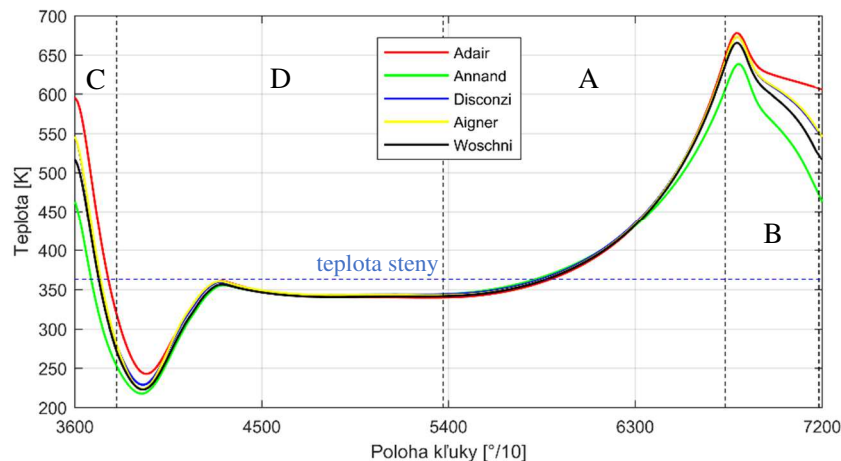 700
650
600
550
500
450
400
350
300
250
200
Teplota [K]
C
D
A
B
Adair
Annand
Disconzi
Aigner
Woschni
teplota steny
3600
4500
5400
6300
7200
Poloha kľuky [°/10]